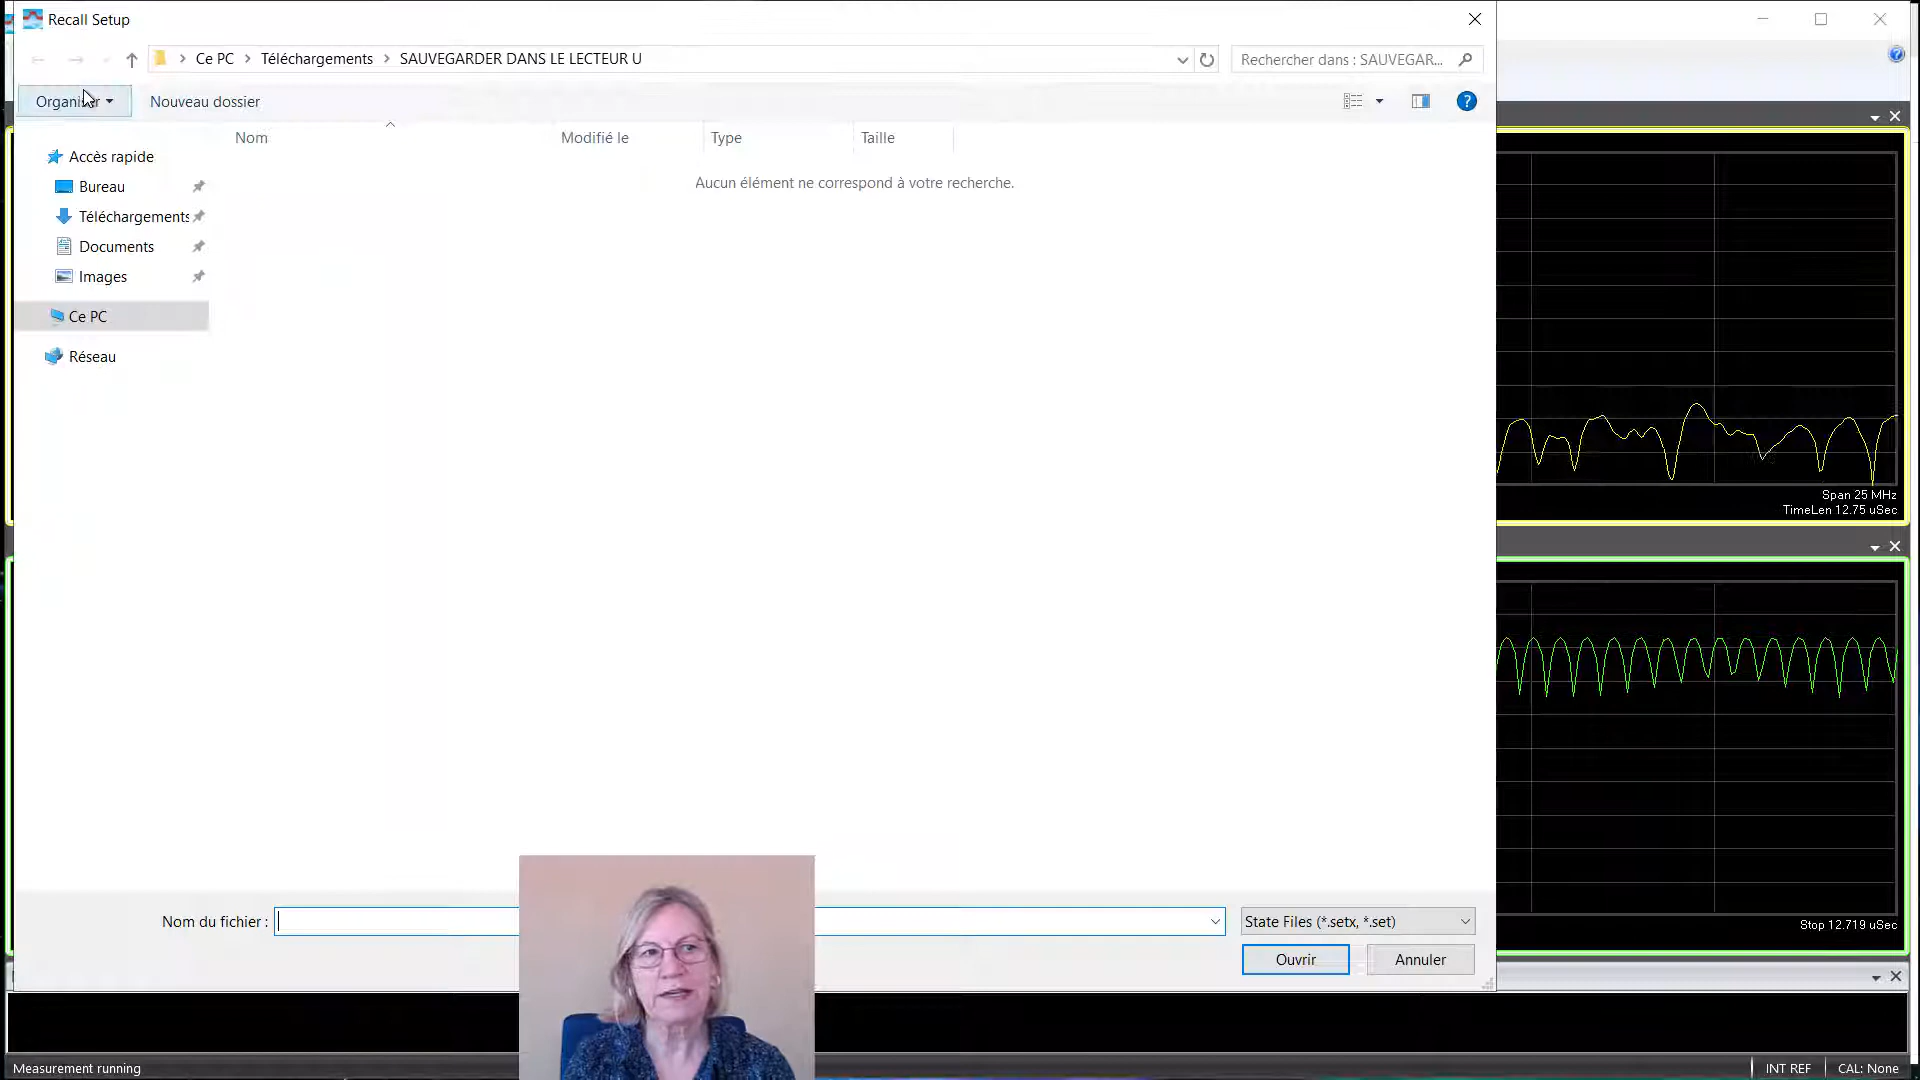 Recall Setup
Ce PC
Téléchargements
SAUVEGARDER DANS LE LECTEUR U
Rechercher dans : SAUVEGAR...
Organiser
Nouveau dossier
Nom
Modifié le
Type
Taille
Accès rapide
Aucun élément ne correspond à votre recherche.
Bureau
Téléchargements
Documents
Images
Ce PC
Réseau
Span 25 MHz
TimeLen 12.75 uSec
Stop 12.719 uSec
Nom du fichier :
State Files (*.setx, *.set)
Ouvrir
Annuler
Measurement running
INT REF
CAL: None